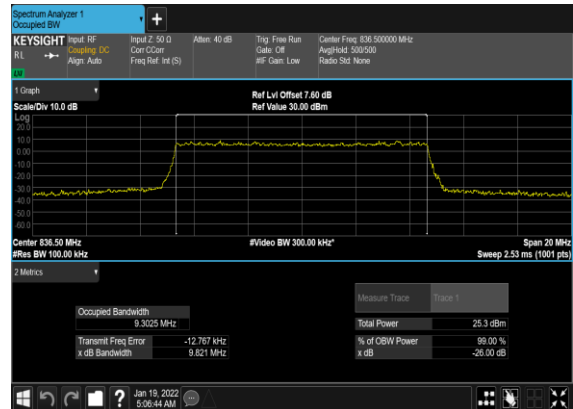 Spectrum Analyzer 1
Occupied BW
+
KEYSIGHT Input: RF Input Z: 50 Ω Atten: 40 dB Trig: Free Run Center Freq: 836.500000 MHz
RL Coupling: DC Corr CCorr Gate: Off Avg|Hold: 500/500
Align: Auto Freq Ref: Int (S) #IF Gain: Low Radio Std: None
1 Graph
Ref Lvl Offset 7.60 dB
Scale/Div 10.0 dB Ref Value 30.00 dBm
Log
20.0
10.0
0.00
-10.0
-20.0
-30.0
-40.0
-50.0
-60.0
Center 836.50 MHz #Video BW 300.00 kHz* Span 20 MHz
#Res BW 100.00 kHz Sweep 2.53 ms (1001 pts)
2 Metrics
Measure Trace Trace 1
Occupied Bandwidth
9.3025 MHz Total Power 25.3 dBm
Transmit Freq Error -12.767 kHz % of OBW Power 99.00 %
x dB Bandwidth 9.821 MHz x dB -26.00 dB
? Jan 19, 2022
5:06:44 AM